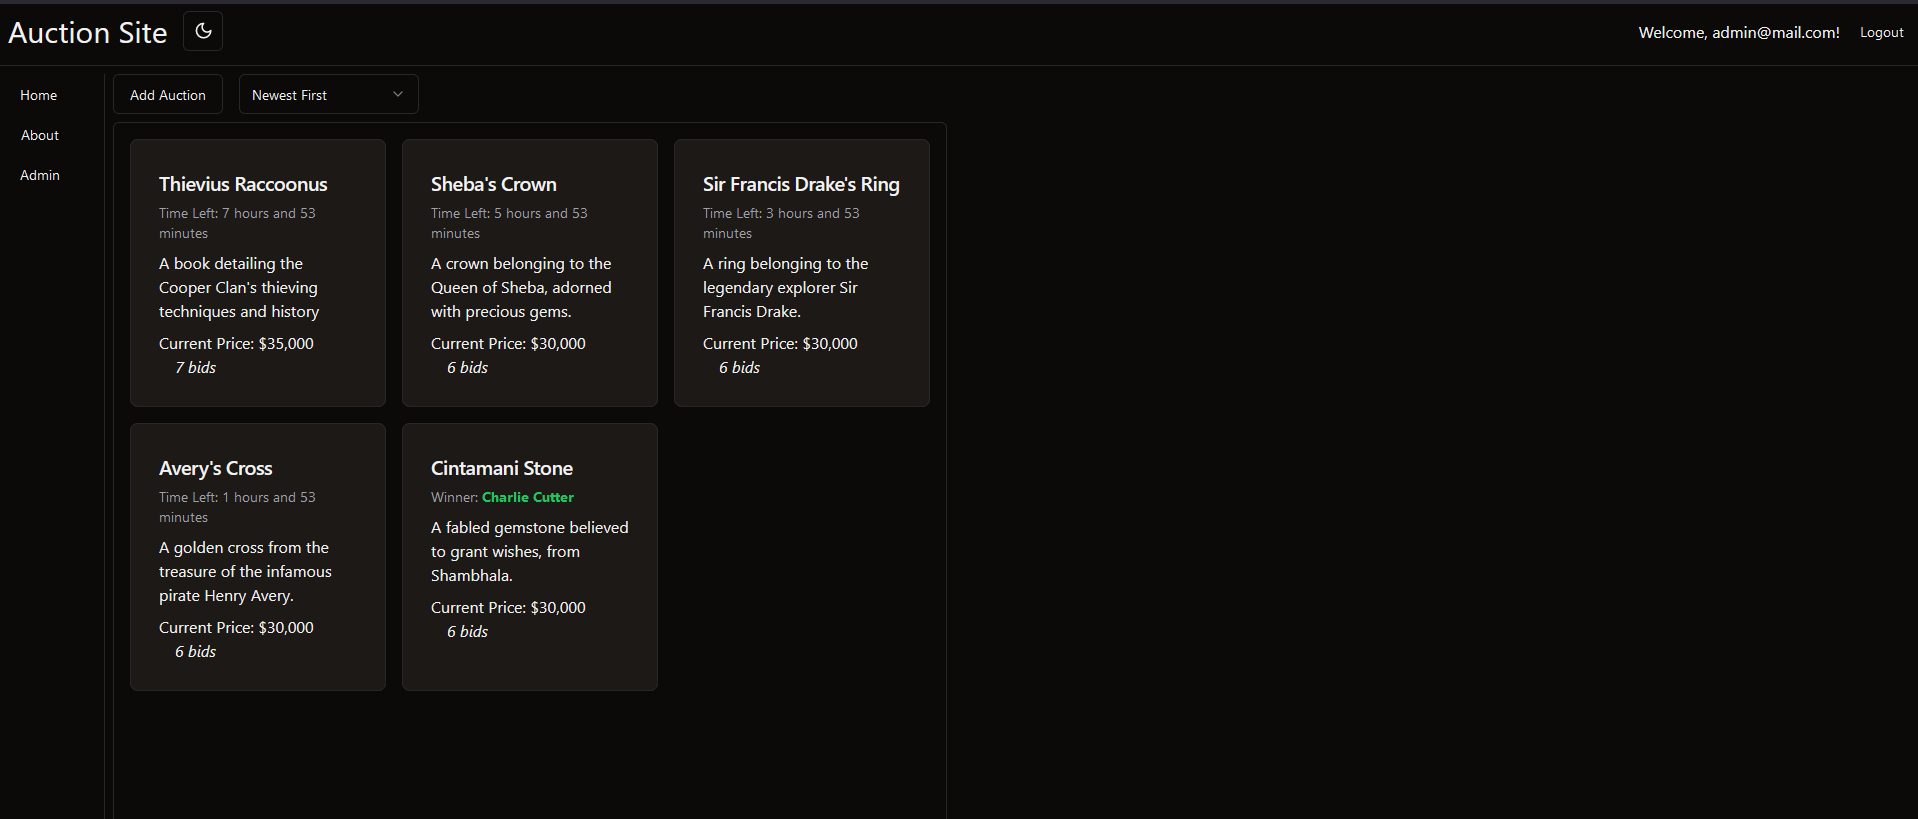 Auction Site
Welcome, admin@mail.com!
Logout
Home
About
Admin
Add Auction
Newest First
Thievius Raccoonus
Time Left: 7 hours and 53
minutes
A book detailing the
Cooper Clan's thieving
techniques and history
Current Price: $35,000
7 bids
Sheba's Crown
Time Left: 5 hours and 53
minutes
A crown belonging to the
Queen of Sheba, adorned
with precious gems.
Current Price: $30,000
6 bids
Sir Francis Drake's Ring
Time Left: 3 hours and 53
minutes
A ring belonging to the
legendary explorer Sir
Francis Drake.
Current Price: $30,000
6 bids
Avery's Cross
Time Left: 1 hours and 53
minutes
A golden cross from the
treasure of the infamous
pirate Henry Avery.
Current Price: $30,000
6 bids
Cintamani Stone
Winner: Charlie Cutter
A fabled gemstone believed
to grant wishes, from
Shambhala.
Current Price: $30,000
6 bids